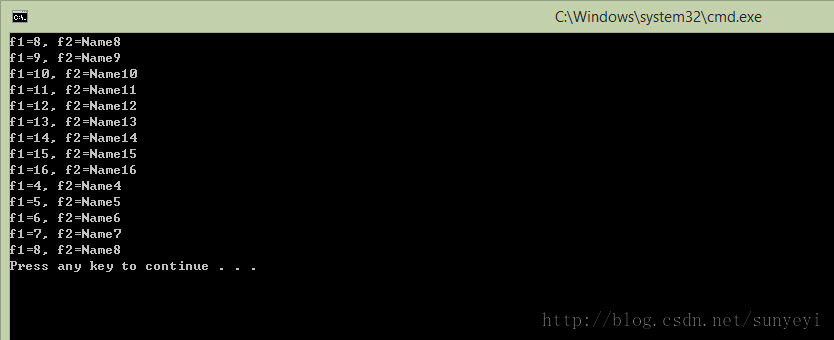 C:\Windows\system32\cmd.exe
f1=8, f2=Name8
f1=9, f2=Name9
f1=10, f2=Name10
f1=11, f2=Name11
f1=12, f2=Name12
f1=13, f2=Name13
f1=14, f2=Name14
f1=15, f2=Name15
f1=16, f2=Name16
f1=4, f2=Name4
f1=5, f2=Name5
f1=6, f2=Name6
f1=7, f2=Name7
f1=8, f2=Name8
Press any key to continue . . .
http://blog.csdn.net/sunyeyi